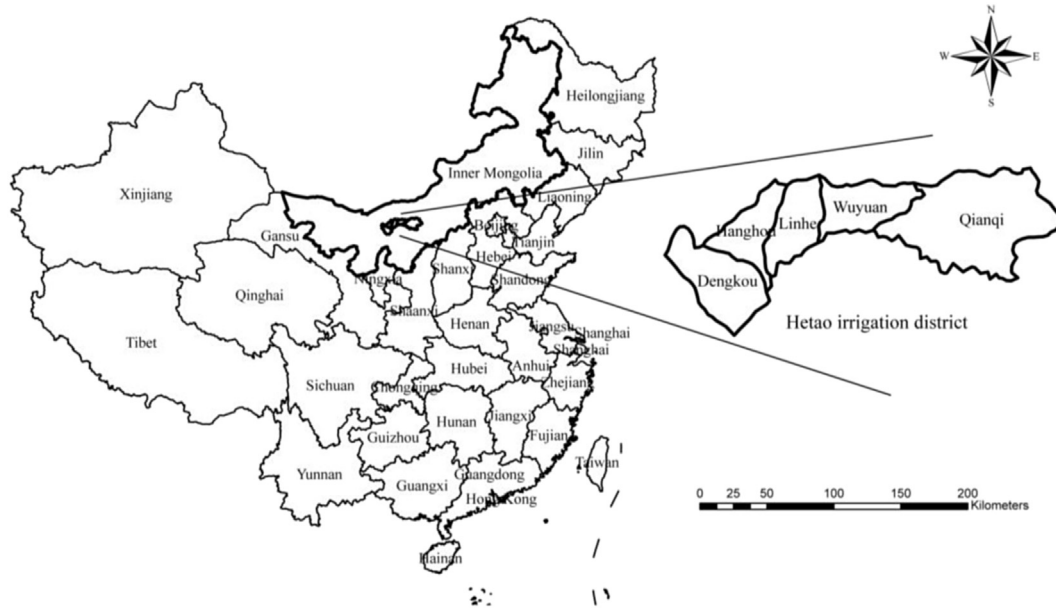 N
W E
S
Heilongjiang
Jilin
Inner Mongolia
Liaoning
Xinjiang
Beijing
Tianjin
Gansu
Hebei
Shanxi
Ningxia
Shandong
Qinghai
Shaanxi
Henan
Jiangsu
Shanghai
Tibet
Shanghai
Hubei
Anhui
Sichuan
Chongqing
Zhejiang
Hunan
Jiangxi
Guizhou
Fujian
Yunnan
Guangdong
Taiwan
Guangxi
Hong Kong
Hainan
Hanghou
Linhe
Wuyuan
Qianqi
Dengkou
Hetao irrigation district
0 25 50 100 150 200
Kilometers